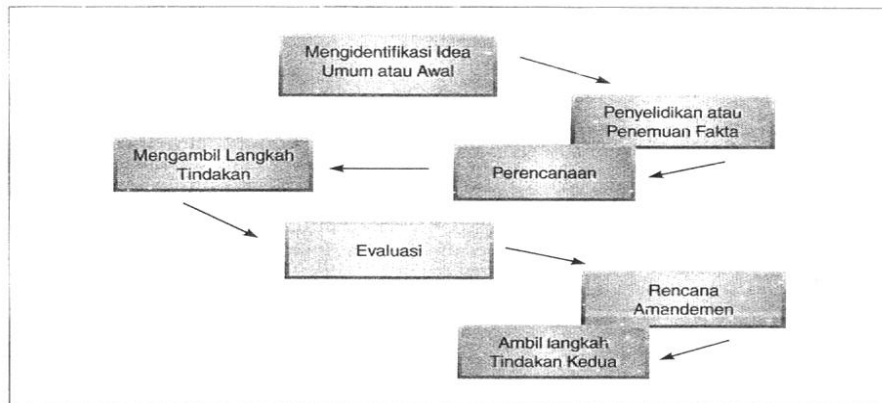 Mengidentifikasi Idea
Umum atau Awal
Penyelidikan atau
Penemuan Fakta
Perencanaan
Mengambil Langkah
Tindakan
Evaluasi
Rencana
Amandemen
Ambil langkah
Tindakan Kedua